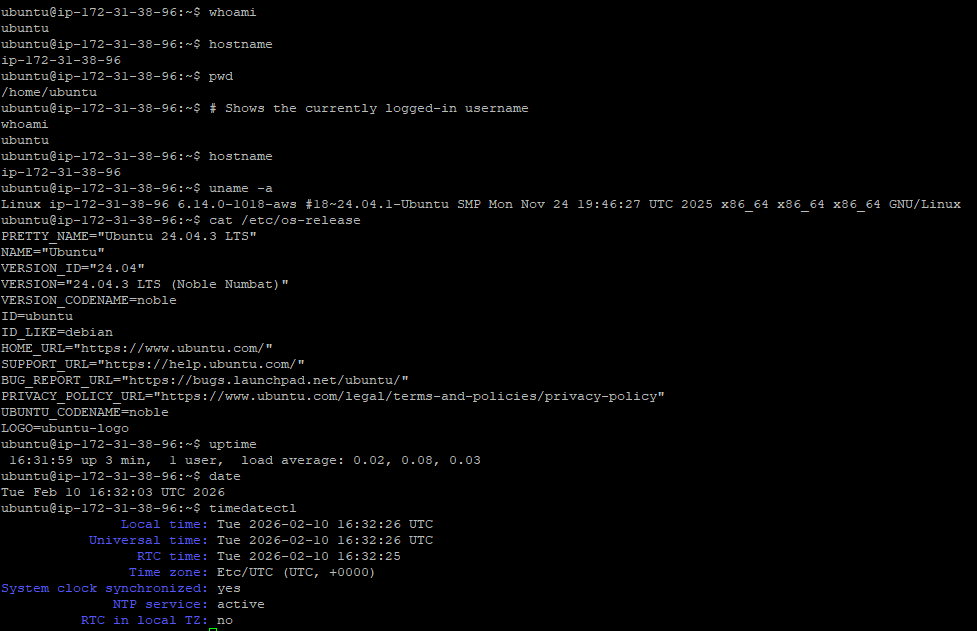 ubuntu@ip-172-31-38-96:~$ whoami
ubuntu
ubuntu@ip-172-31-38-96:~$ hostname
ip-172-31-38-96
ubuntu@ip-172-31-38-96:~$ pwd
/home/ubuntu
ubuntu@ip-172-31-38-96:~$ # Shows the currently logged-in username
whoami
ubuntu
ubuntu@ip-172-31-38-96:~$ hostname
ip-172-31-38-96
ubuntu@ip-172-31-38-96:~$ uname -a
Linux ip-172-31-38-96 6.14.0-1018-aws #18~24.04.1-Ubuntu SMP Mon Nov 24 19:46:27 UTC 2025 x86_64 x86_64 x86_64 GNU/Linux
ubuntu@ip-172-31-38-96:~$ cat /etc/os-release
PRETTY_NAME="Ubuntu 24.04.3 LTS"
NAME="Ubuntu"
VERSION_ID="24.04"
VERSION="24.04.3 LTS (Noble Numbat)"
VERSION_CODENAME=noble
ID=ubuntu
ID_LIKE=debian
HOME_URL="https://www.ubuntu.com/"
SUPPORT_URL="https://help.ubuntu.com/"
BUG_REPORT_URL="https://bugs.launchpad.net/ubuntu/"
PRIVACY_POLICY_URL="https://www.ubuntu.com/legal/terms-and-policies/privacy-policy"
UBUNTU_CODENAME=noble
LOGO=ubuntu-logo
ubuntu@ip-172-31-38-96:~$ uptime
 16:31:59 up 3 min,  1 user,  load average: 0.02, 0.08, 0.03
ubuntu@ip-172-31-38-96:~$ date
Tue Feb 10 16:32:03 UTC 2026
ubuntu@ip-172-31-38-96:~$ timedatectl
               Local time: Tue 2026-02-10 16:32:26 UTC
           Universal time: Tue 2026-02-10 16:32:26 UTC
                 RTC time: Tue 2026-02-10 16:32:25
                Time zone: Etc/UTC (UTC, +0000)
System clock synchronized: yes
              NTP service: active
          RTC in local TZ: no